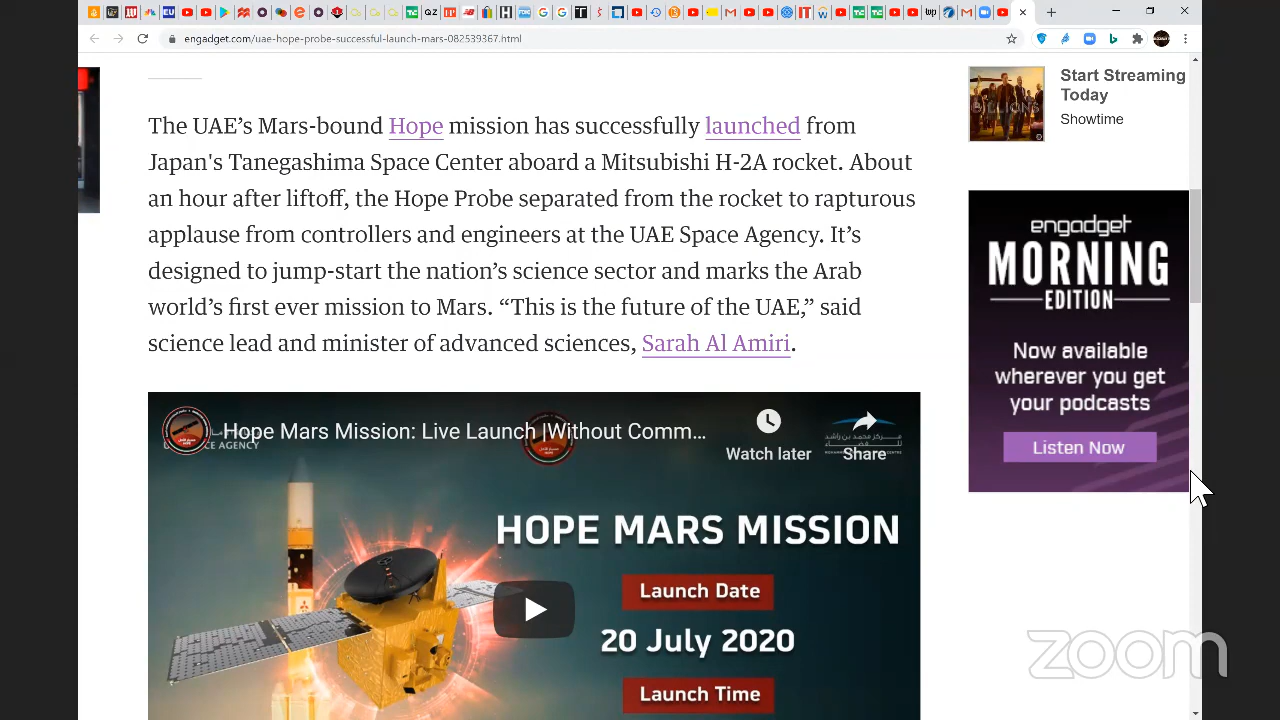 engadget.com/uae-hope-probe-successful-launch-mars-082539367.html
The UAE’s Mars-bound Hope mission has successfully launched from
Japan's Tanegashima Space Center aboard a Mitsubishi H-2A rocket. About
an hour after liftoff, the Hope Probe separated from the rocket to rapturous
applause from controllers and engineers at the UAE Space Agency. It’s
designed to jump-start the nation’s science sector and marks the Arab
world’s first ever mission to Mars. “This is the future of the UAE,” said
science lead and minister of advanced sciences, Sarah Al Amiri.
Hope Mars Mission: Live Launch |Without Comm...
Watch later
Share
HOPE MARS MISSION
Launch Date
20 July 2020
Launch Time
BILLIONS
Start Streaming
Today
Showtime
engadget
MORNING
EDITION
Now available
wherever you get
your podcasts
Listen Now
zoom